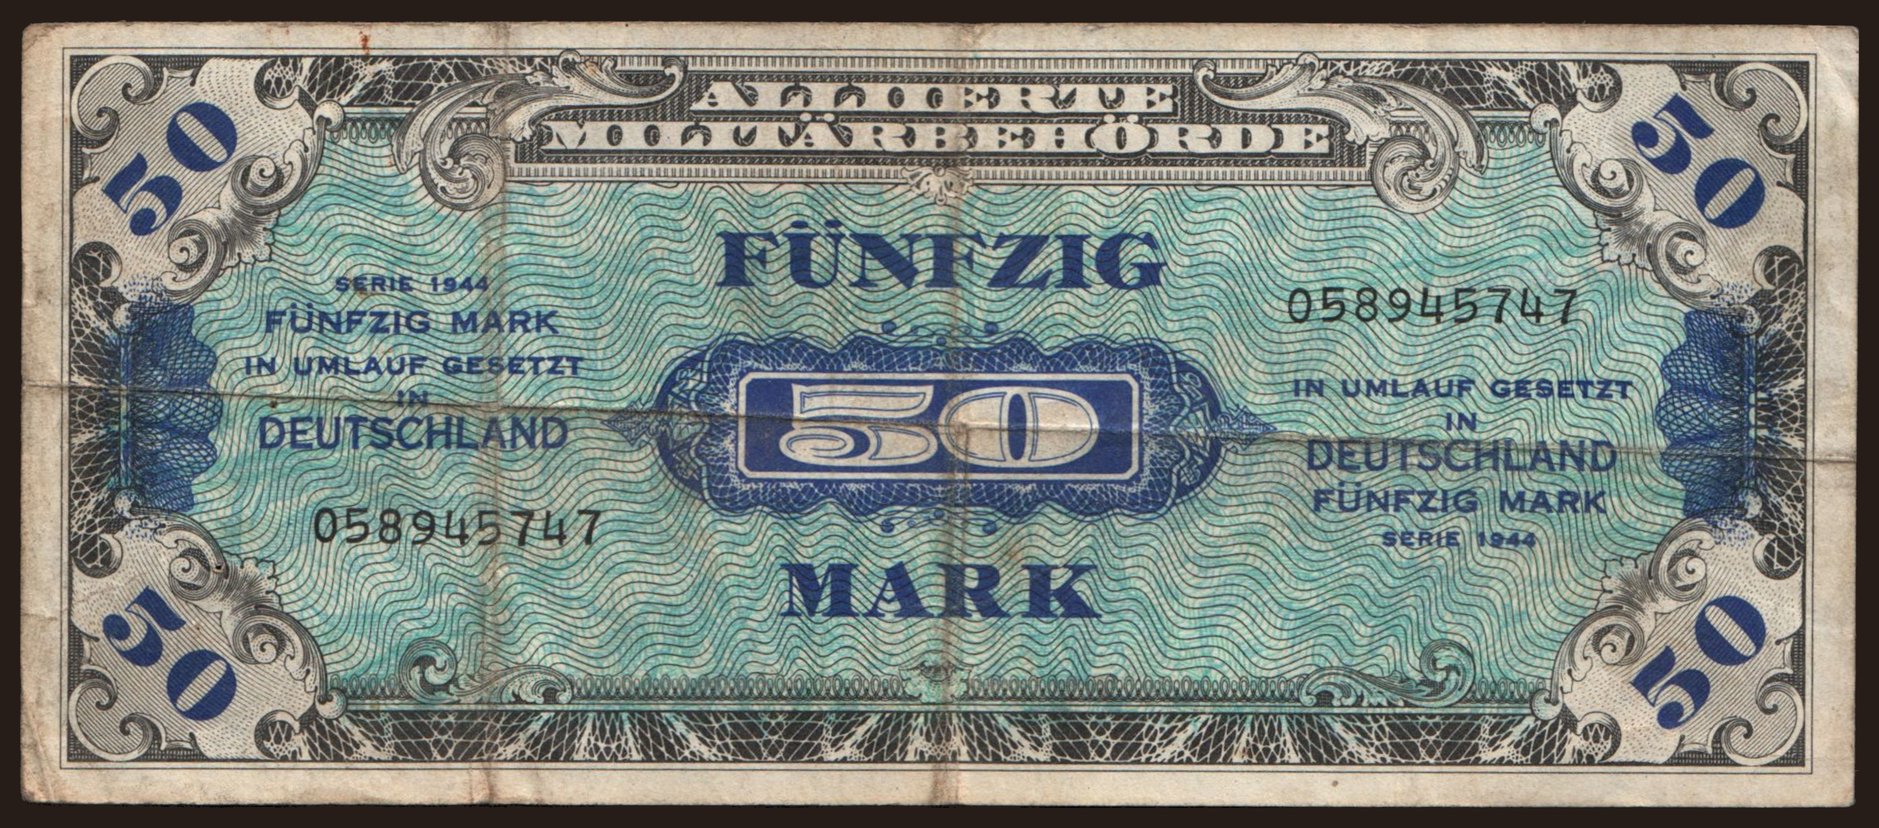 ALLIIERTE
MILITÄRBEHÖRDE
50
50
FÜNFZIG
SERIE 1944
FÜNFZIG MARK
IN UMLAUF GESETZT
IN
DEUTSCHLAND
058945747
50
058945747
IN UMLAUF GESETZT
IN
DEUTSCHLAND
FÜNFZIG MARK
SERIE 1944
MARK
50
50